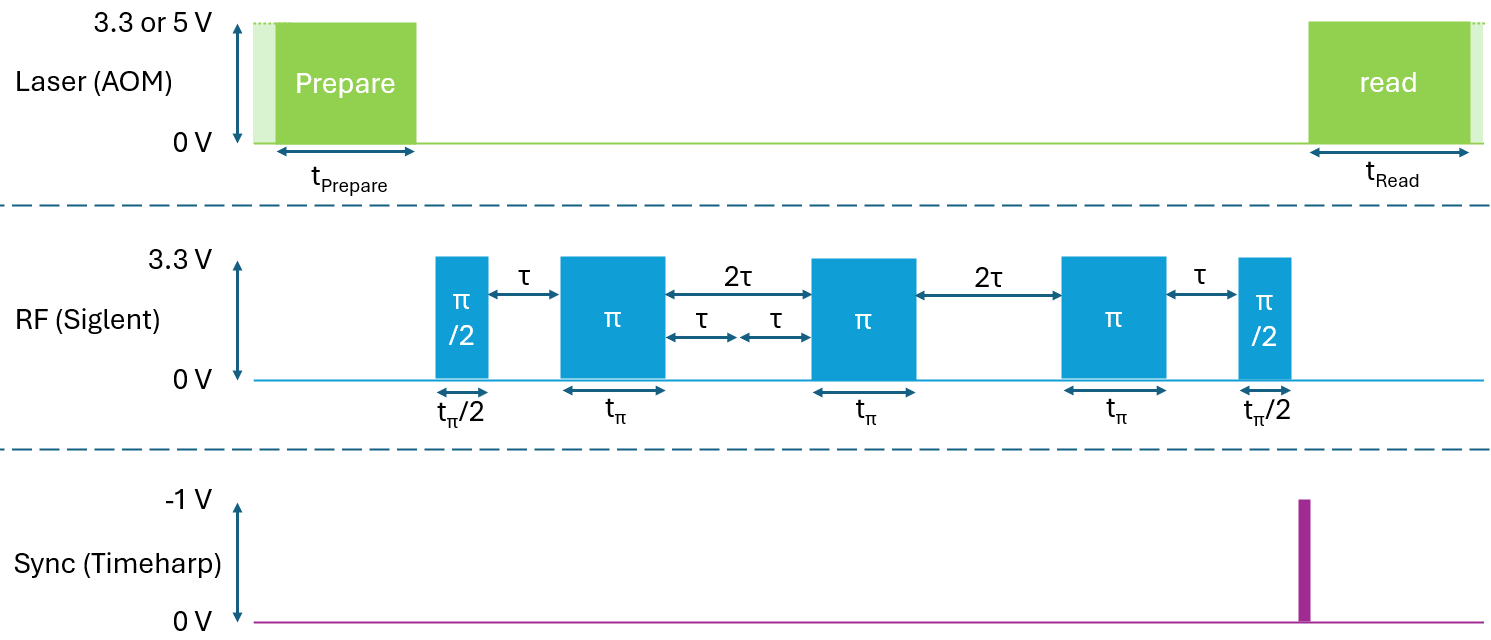 3.3 or 5 V
Laser (AOM)
0 V
Prepare
read
tPrepare
tRead
3.3 V
RF (Siglent)
0 V
π
/2
τ
π
2τ
τ
τ
π
2τ
π
τ
π
/2
tπ/2
tπ
tπ
tπ
tπ/2
-1 V
Sync (Timeharp)
0 V